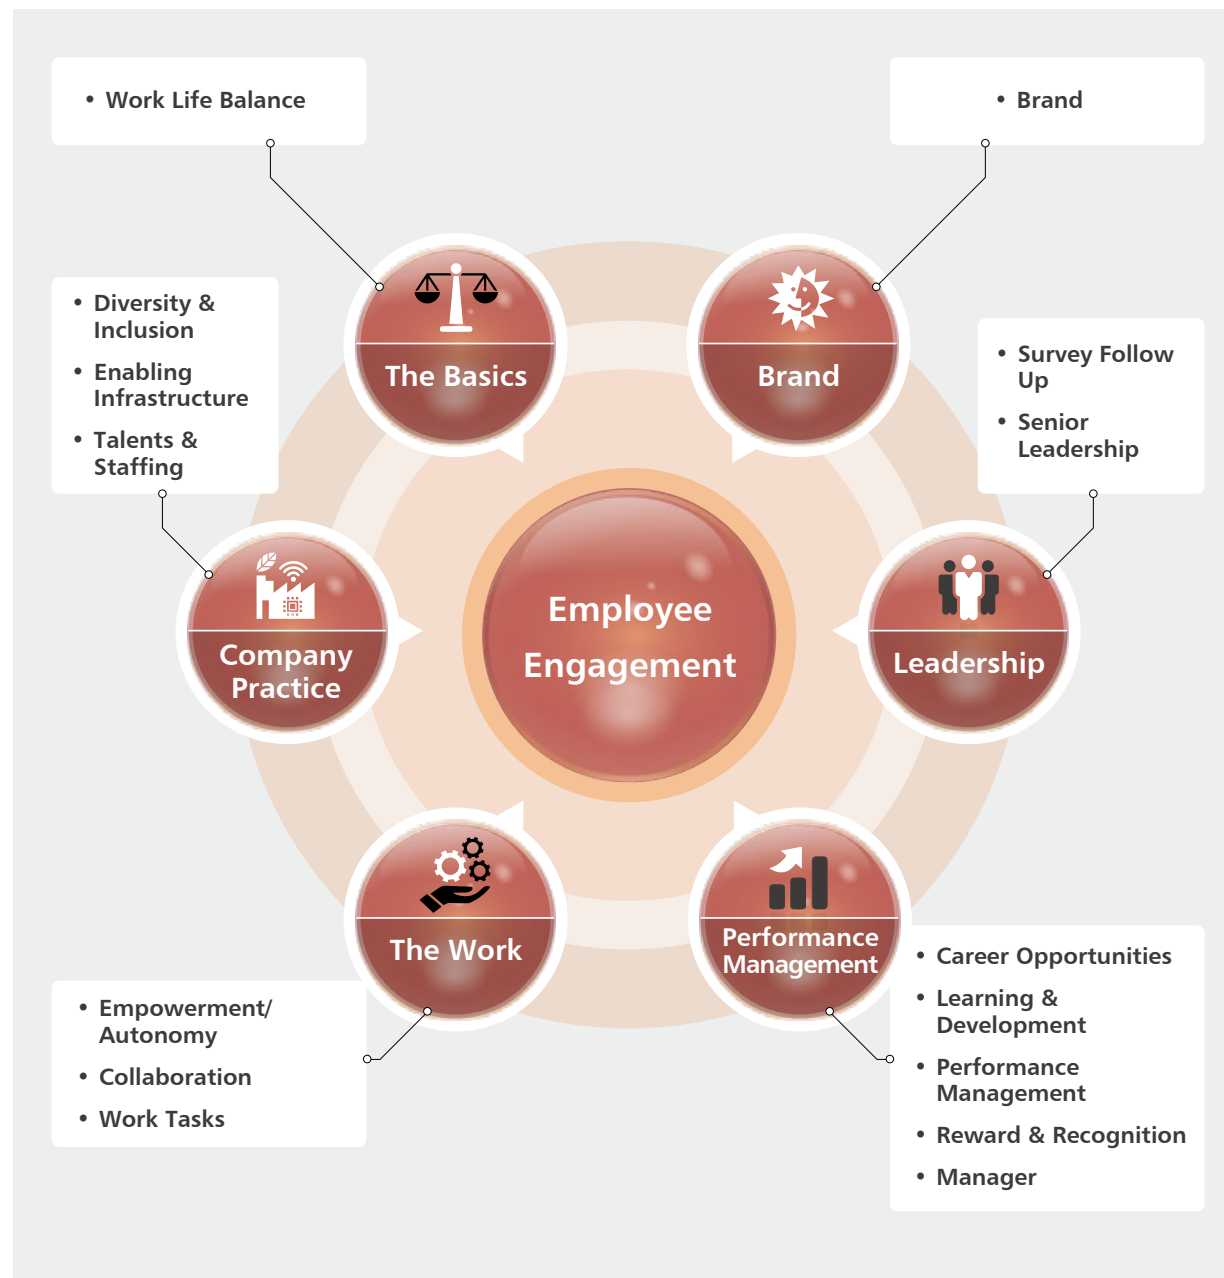 • Work Life Balance
• Brand
The Basics
Brand
• Diversity &
Inclusion
• Enabling
Infrastructure
• Talents &
Staffing
• Survey Follow
Up
• Senior
Leadership
Company
Practice
Employee
Engagement
Leadership
The Work
Performance
Management
• Empowerment/
Autonomy
• Collaboration
• Work Tasks
• Career Opportunities
• Learning &
Development
• Performance
Management
• Reward & Recognition
• Manager